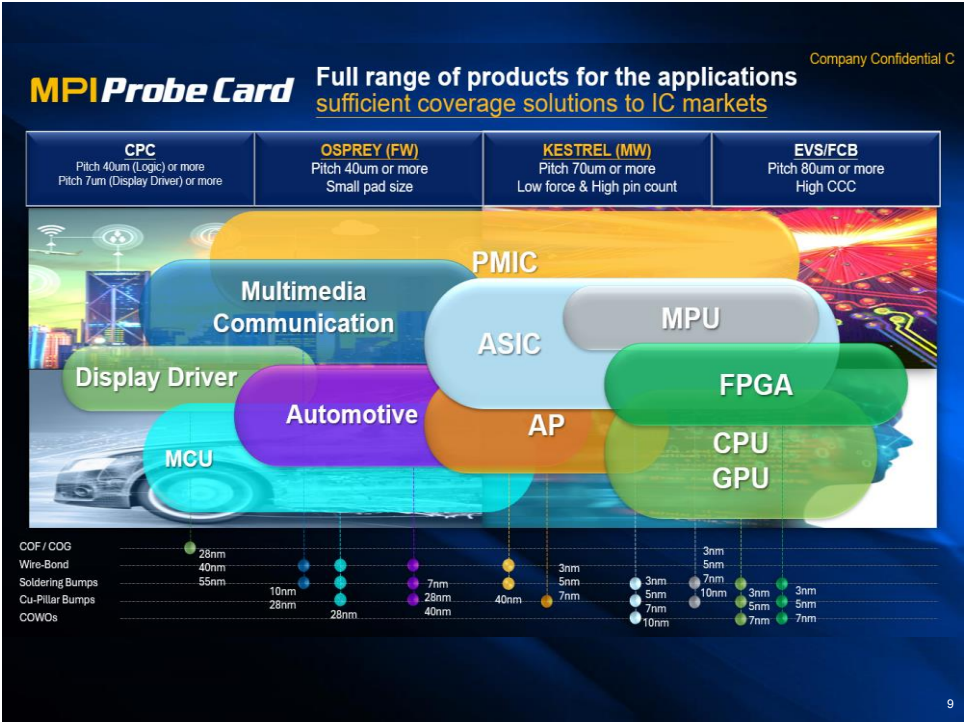 Company Confidential C
MPI Probe Card
Full range of products for the applications
sufficient coverage solutions to IC markets
CPC
Pitch 40um (Logic) or more
Pitch 7um (Display Driver) or more
OSPREY (FW)
Pitch 40um or more
Small pad size
KESTREL (MW)
Pitch 70um or more
Low force & High pin count
EVS/FCB
Pitch 80um or more
High CCC
PMIC
Multimedia
Communication
ASIC
MPU
Display Driver
FPGA
Automotive
AP
MCU
CPU
GPU
COF / COG
Wire-Bond
Soldering Bumps
Cu-Pillar Bumps
COWOs
28nm
40nm
55nm
10nm
28nm
28nm
7nm
28nm
40nm
40nm
3nm
5nm
7nm
3nm
5nm
7nm
10nm
3nm
5nm
7nm
10nm
3nm
5nm
7nm
3nm
5nm
7nm
9